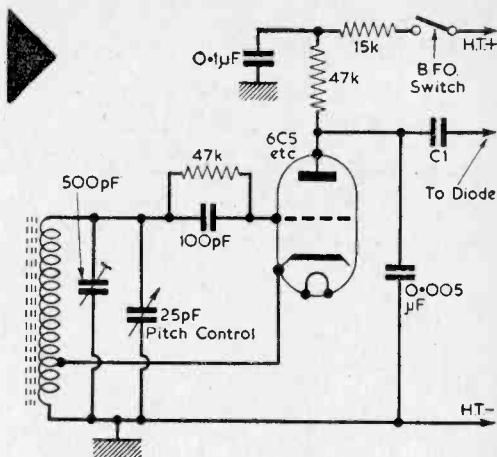 0·1µF
15k
H.T.+
B.F.O.
Switch
47k
6C5
etc
C1
To Diode
47k
500pF
100pF
25pF
Pitch Control
0·005
µF
H.T.-